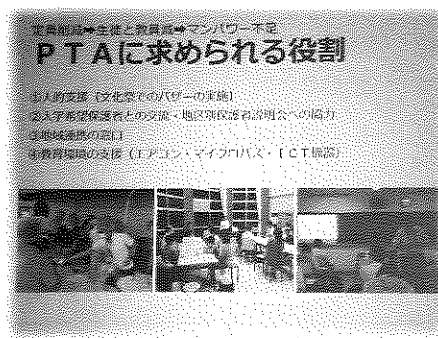 定員削減➡生徒と教員減➡マンパワー不足
PTAに求められる役割
①人的支援（文化祭でのバザーの実施）
②入学希望保護者との交流・地区別保護者説明会への協力
③地域連携の窓口
④教育環境の支援（エアコン・マイクロバス・ICT機器）